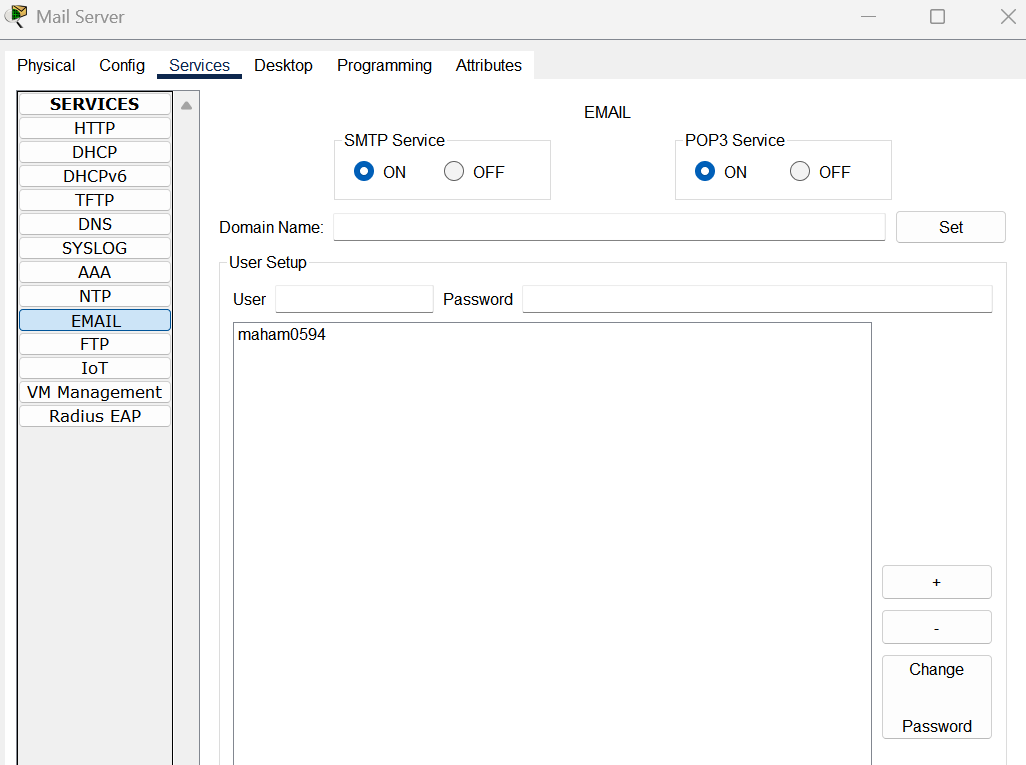 Mail Server
Physical Config Services Desktop Programming Attributes
SERVICES
HTTP
DHCP
DHCPv6
TFTP
DNS
SYSLOG
AAA
NTP
EMAIL
FTP
IoT
VM Management
Radius EAP
EMAIL
SMTP Service
ON OFF
POP3 Service
ON OFF
Domain Name: Set
User Setup
User Password
maham0594
+
-
Change
Password